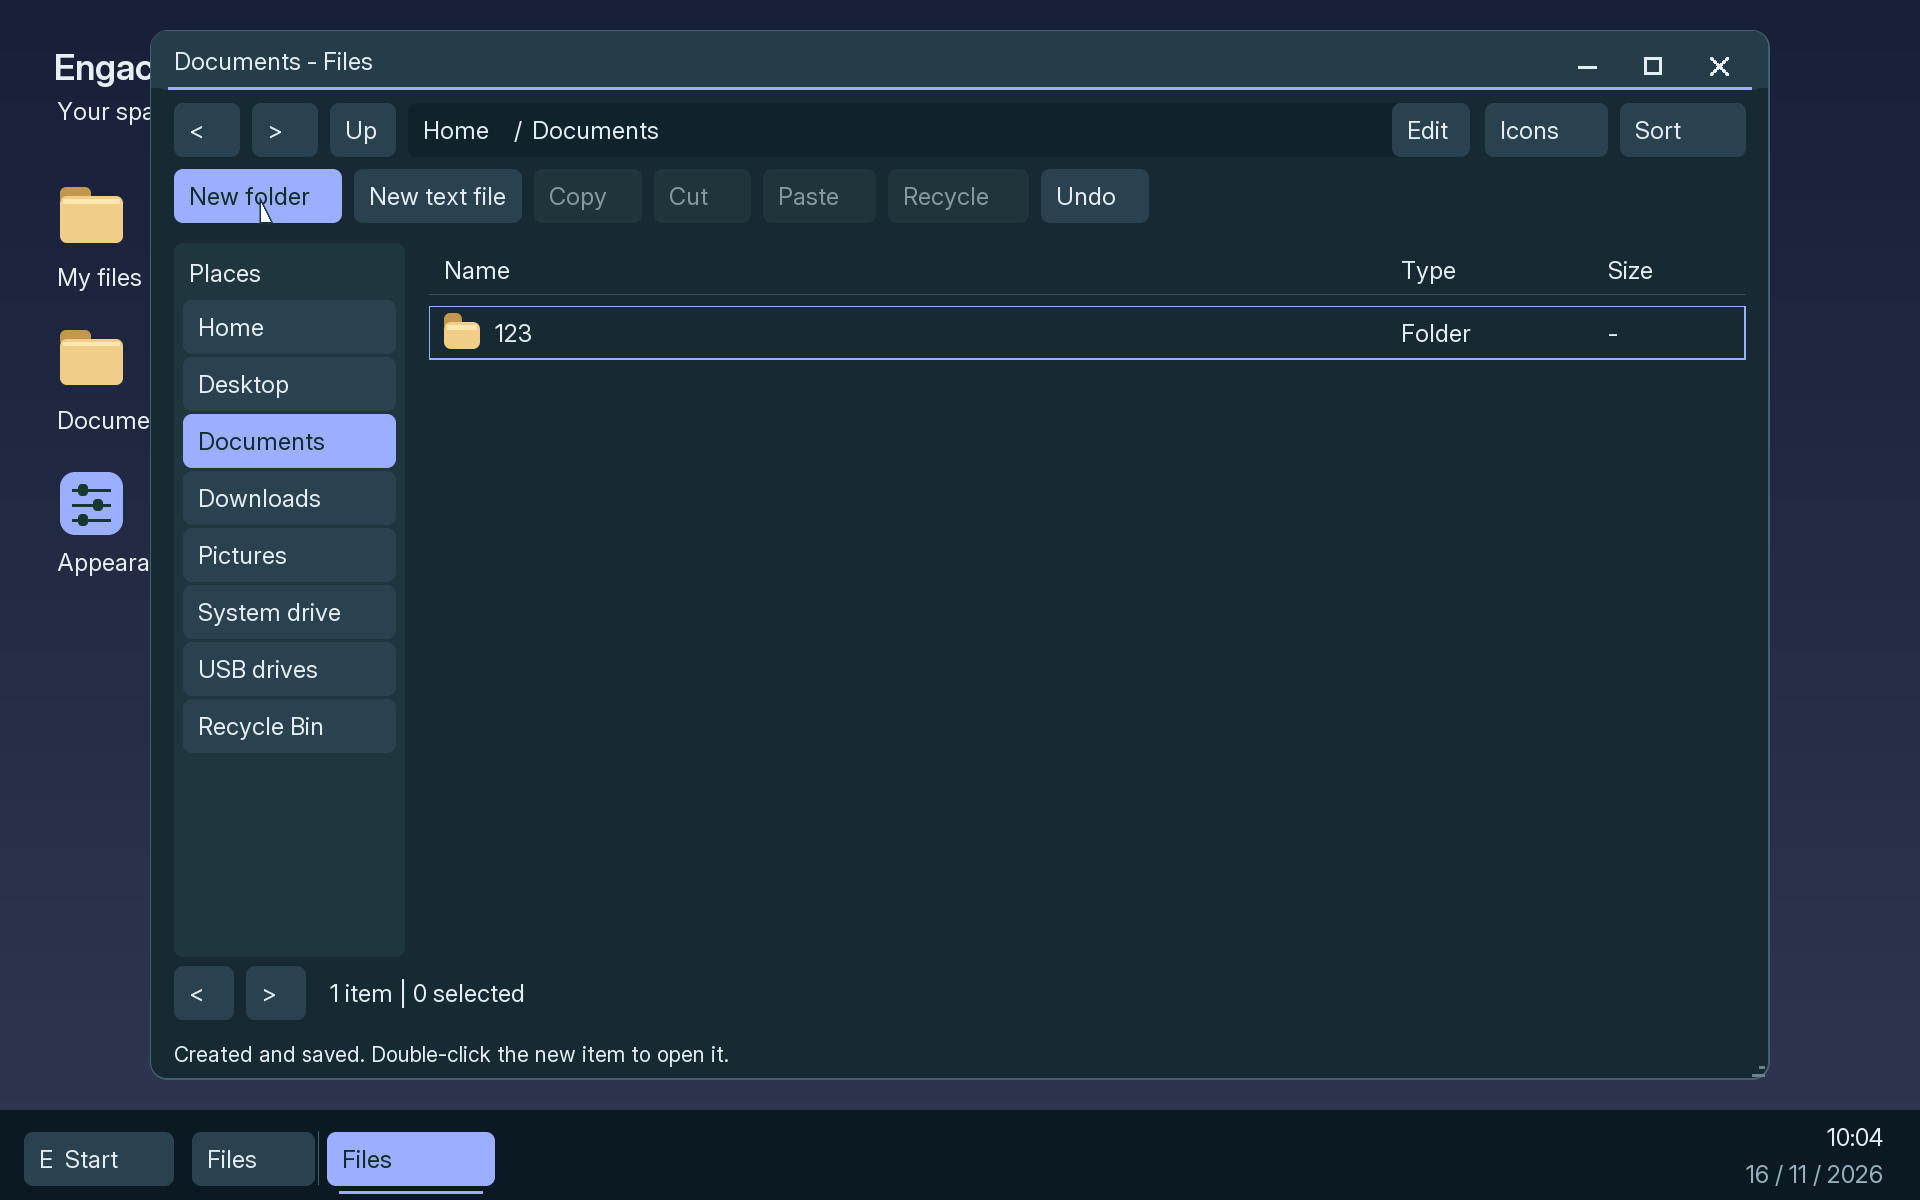 Engac
Your spa
My files
Docume
Appeara
Documents - Files
< > Up Home / Documents Edit Icons Sort
New folder New text file Copy Cut Paste Recycle Undo
Places
Home
Desktop
Documents
Downloads
Pictures
System drive
USB drives
Recycle Bin
Name Type Size
123 Folder -
< > 1 item | 0 selected
Created and saved. Double-click the new item to open it.
E Start Files Files
10:04
16 / 11 / 2026